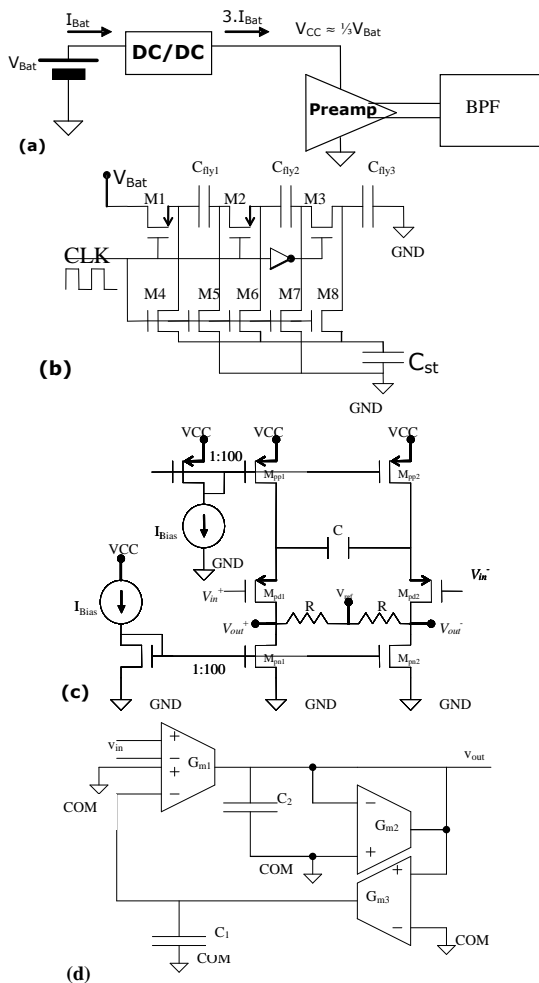 I_Bat 3.I_Bat V_CC ≈ ⅓V_Bat
V_Bat DC/DC
Preamp BPF
(a)
C_fly1 C_fly2 C_fly3
V_Bat M1 M2 M3
GND
CLK
M4 M5 M6 M7 M8
C_st
(b)
GND
VCC VCC VCC
1:100 M_pp1 M_pp2
I_Bias C
VCC GND
V_in^+ M_pd1 V_ref M_pd2 V_in^-
I_Bias R R
V_out^+ V_out^-
M_pn1 M_pn2
1:100
(c) GND GND GND
v_in + v_out
−
+ G_m1
COM − C_2 −
G_m2
COM +
G_m3 +
C_1 −
COM COM
(d)